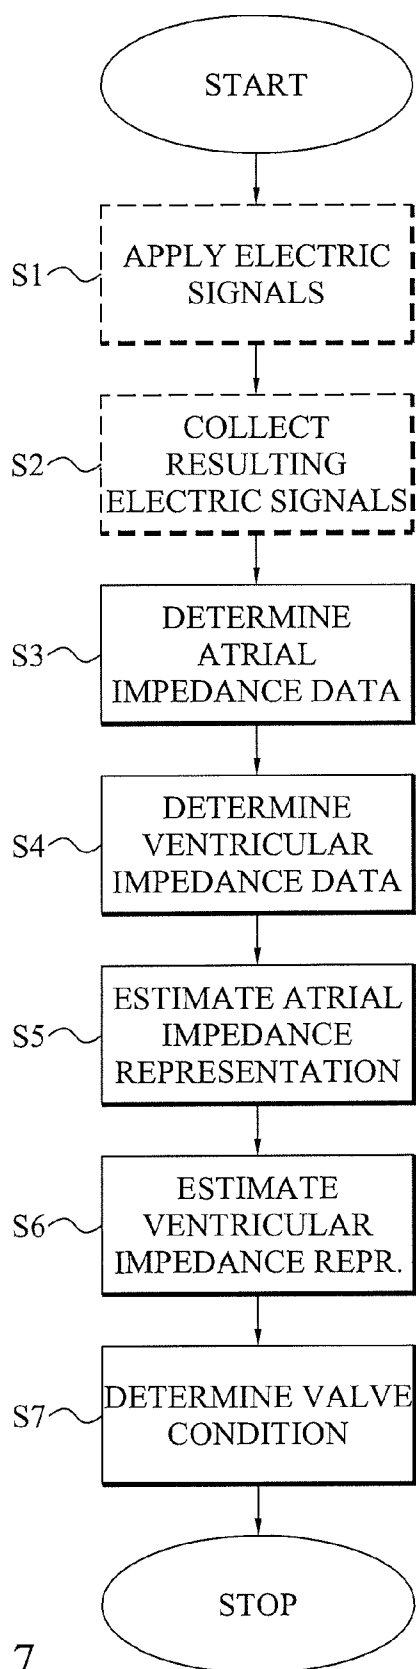 START
S1
APPLY ELECTRIC
SIGNALS
S2
COLLECT
RESULTING
ELECTRIC SIGNALS
S3
DETERMINE
ATRIAL
IMPEDANCE DATA
S4
DETERMINE
VENTRICULAR
IMPEDANCE DATA
S5
ESTIMATE ATRIAL
IMPEDANCE
REPRESENTATION
S6
ESTIMATE
VENTRICULAR
IMPEDANCE REPR.
S7
DETERMINE VALVE
CONDITION
STOP
7